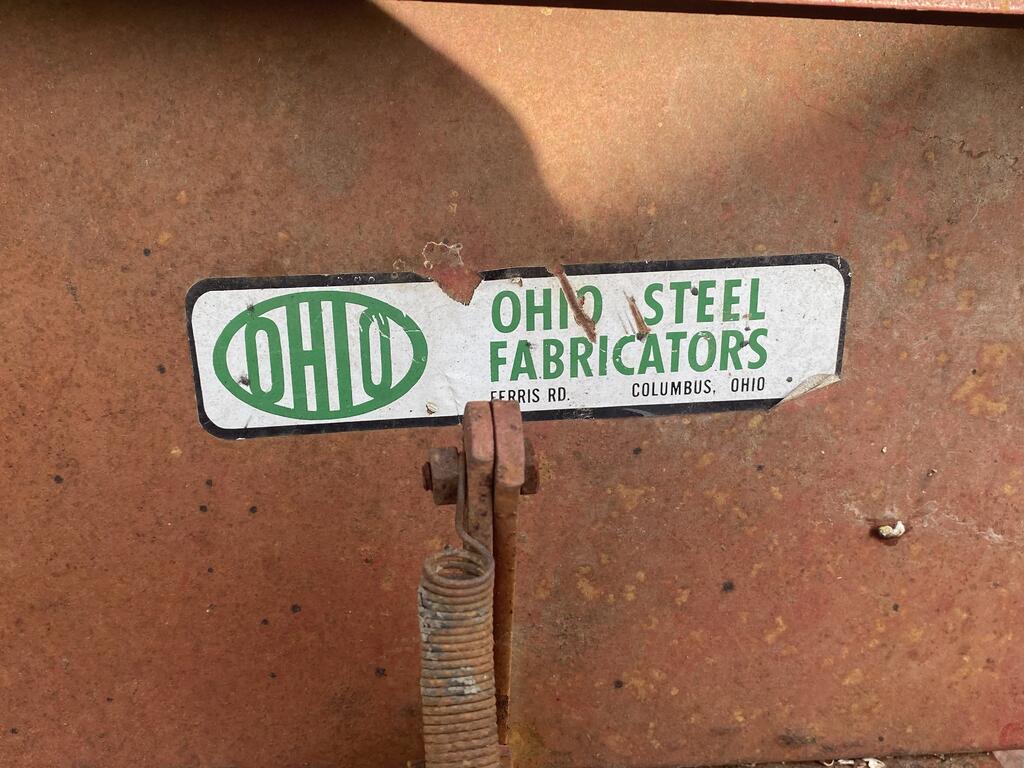 OHIO
OHIO STEEL
FABRICATORS
FERRIS RD. COLUMBUS, OHIO